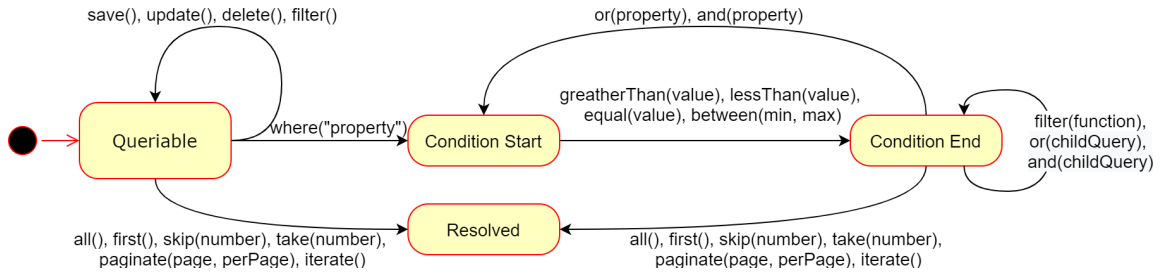 save(), update(), delete(), filter()
or(property), and(property)
greatherThan(value), lessThan(value),
equal(value), between(min, max)
Queriable
where("property")
Condition Start
Condition End
filter(function),
or(childQuery),
and(childQuery)
all(), first(), skip(number), take(number),
paginate(page, perPage), iterate()
Resolved
all(), first(), skip(number), take(number),
paginate(page, perPage), iterate()